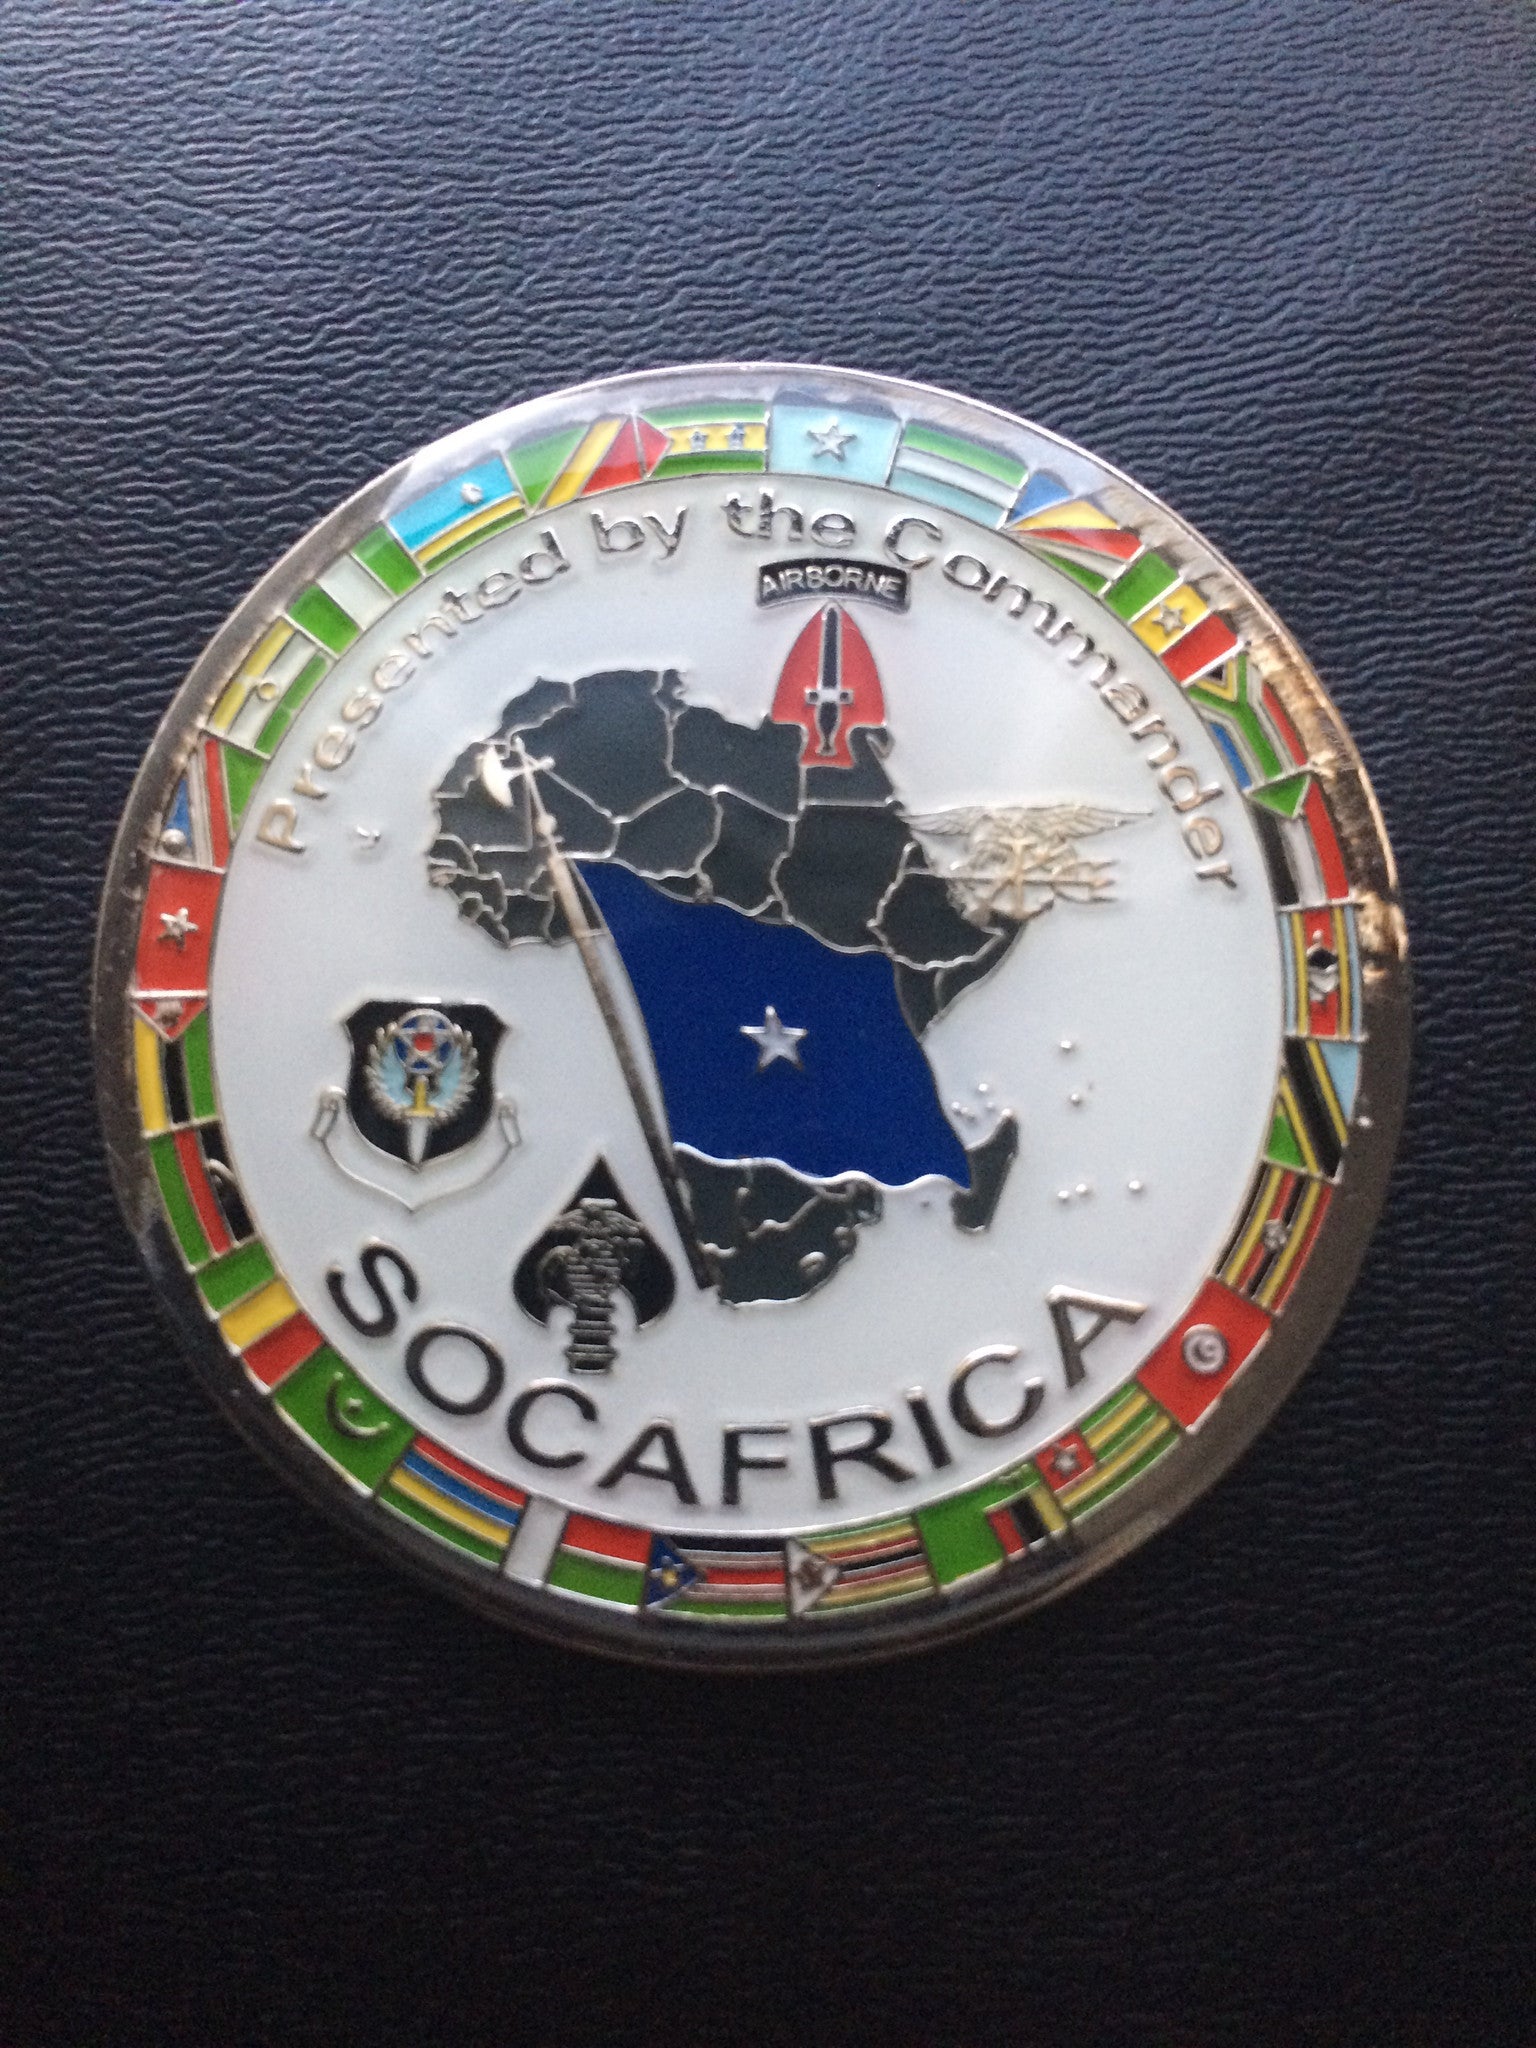 Presented by the Commander
AIRBORNE
SOCAFRICA